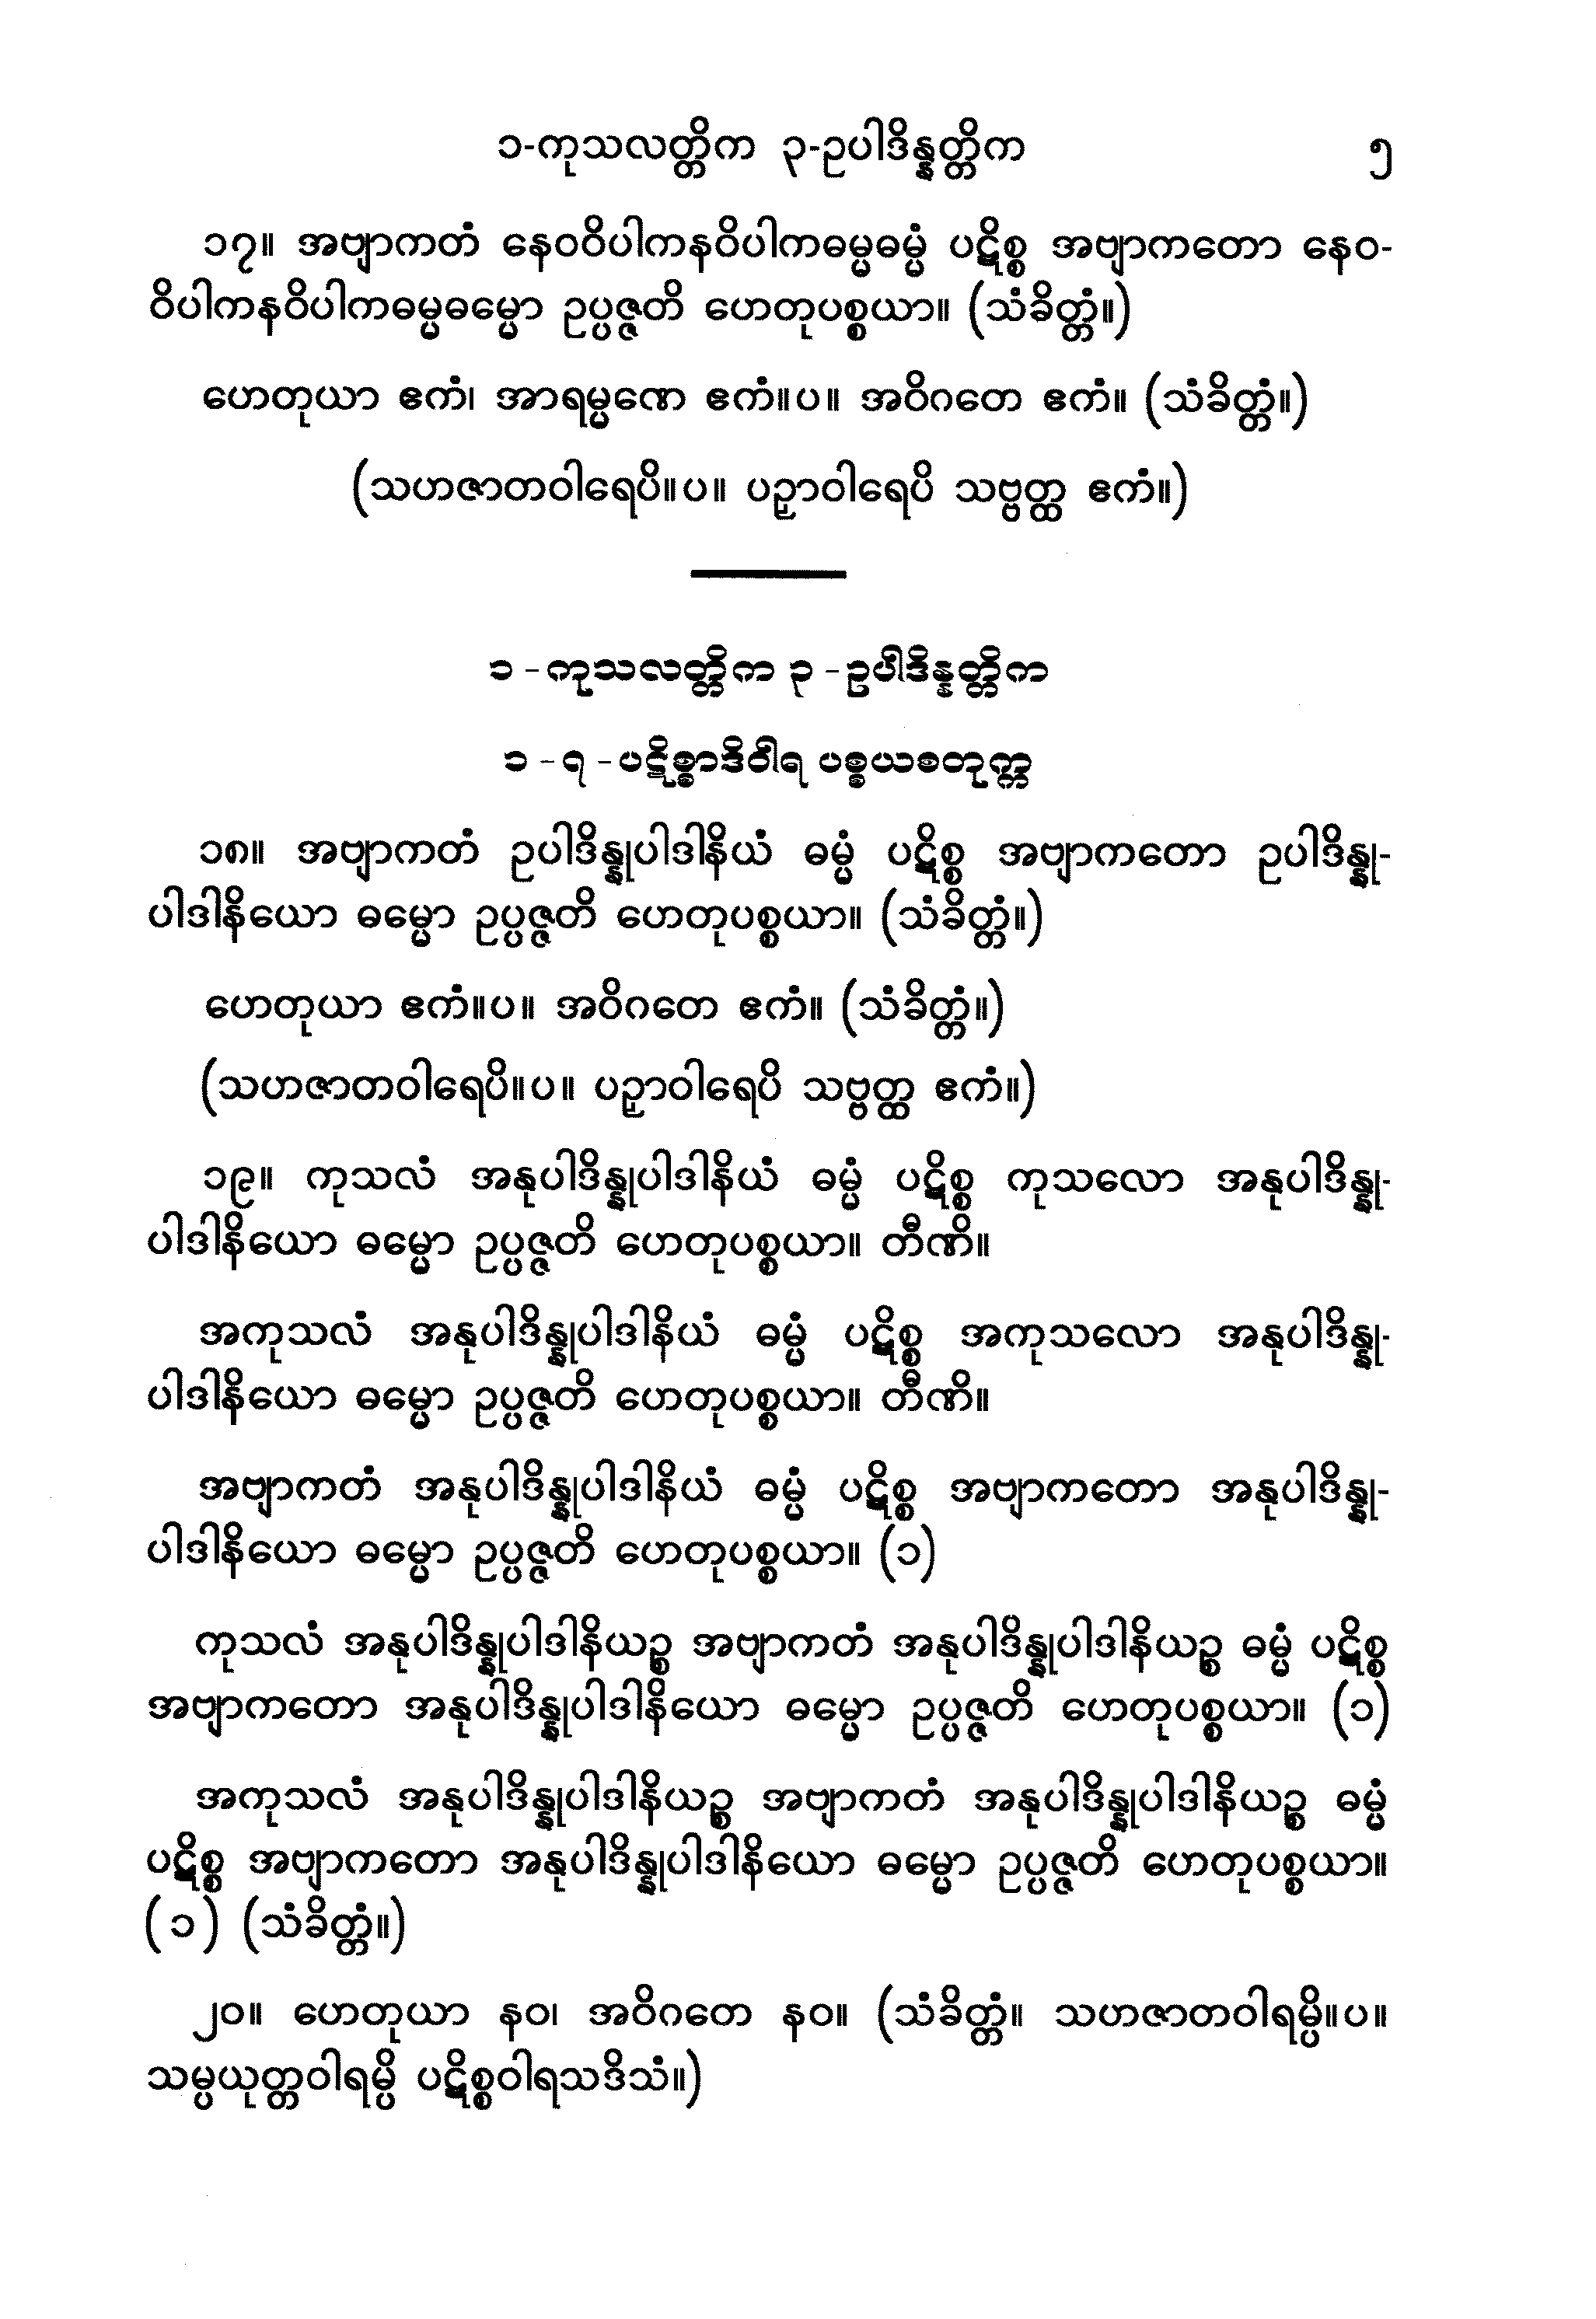 ၁-ကုသလတ္တိက ၃-ဥပါဒိန္နတ္တိက ၅
၁၇။ အဗျာကတံ နေဝဝိပါကနဝိပါကဓမ္မဓမ္မံ ပဋိစ္စ အဗျာကတော နေဝ-
ဝိပါကနဝိပါကဓမ္မဓမ္မော ဥပ္ပဇ္ဇတိ ဟေတုပစ္စယာ။ (သံခိတ္တံ။)
ဟေတုယာ ဧကံ၊ အာရမ္မဏေ ဧကံ။ပ။ အဝိဂတေ ဧကံ။ (သံခိတ္တံ။)
(သဟဇာတဝါရေပိ။ပ။ ပဉှာဝါရေပိ သဗ္ဗတ္ထ ဧကံ။)
၁ - ကုသလတ္တိက ၃ - ဥပါဒိန္နတ္တိက
၁ - ၇ - ပဋိစ္စာဒိဝါရ ပစ္စယစတုက္က
၁၈။ အဗျာကတံ ဥပါဒိန္နုပါဒါနိယံ ဓမ္မံ ပဋိစ္စ အဗျာကတော ဥပါဒိန္နု-
ပါဒါနိယော ဓမ္မော ဥပ္ပဇ္ဇတိ ဟေတုပစ္စယာ။ (သံခိတ္တံ။)
ဟေတုယာ ဧကံ။ပ။ အဝိဂတေ ဧကံ။ (သံခိတ္တံ။)
(သဟဇာတဝါရေပိ။ပ။ ပဉှာဝါရေပိ သဗ္ဗတ္ထ ဧကံ။)
၁၉။ ကုသလံ အနုပါဒိန္နုပါဒါနိယံ ဓမ္မံ ပဋိစ္စ ကုသလော အနုပါဒိန္နု-
ပါဒါနိယော ဓမ္မော ဥပ္ပဇ္ဇတိ ဟေတုပစ္စယာ။ တီဏိ။
အကုသလံ အနုပါဒိန္နုပါဒါနိယံ ဓမ္မံ ပဋိစ္စ အကုသလော အနုပါဒိန္နု-
ပါဒါနိယော ဓမ္မော ဥပ္ပဇ္ဇတိ ဟေတုပစ္စယာ။ တီဏိ။
အဗျာကတံ အနုပါဒိန္နုပါဒါနိယံ ဓမ္မံ ပဋိစ္စ အဗျာကတော အနုပါဒိန္နု-
ပါဒါနိယော ဓမ္မော ဥပ္ပဇ္ဇတိ ဟေတုပစ္စယာ။ (၁)
ကုသလံ အနုပါဒိန္နုပါဒါနိယဉ္စ အဗျာကတံ အနုပါဒိန္နုပါဒါနိယဉ္စ ဓမ္မံ ပဋိစ္စ
အဗျာကတော အနုပါဒိန္နုပါဒါနိယော ဓမ္မော ဥပ္ပဇ္ဇတိ ဟေတုပစ္စယာ။ (၁)
အကုသလံ အနုပါဒိန္နုပါဒါနိယဉ္စ အဗျာကတံ အနုပါဒိန္နုပါဒါနိယဉ္စ ဓမ္မံ
ပဋိစ္စ အဗျာကတော အနုပါဒိန္နုပါဒါနိယော ဓမ္မော ဥပ္ပဇ္ဇတိ ဟေတုပစ္စယာ။
(၁) (သံခိတ္တံ။)
၂၀။ ဟေတုယာ နဝ၊ အဝိဂတေ နဝ။ (သံခိတ္တံ။ သဟဇာတဝါရမ္ပိ။ပ။
သမ္ပယုတ္တဝါရမ္ပိ ပဋိစ္စဝါရသဒိသံ။)